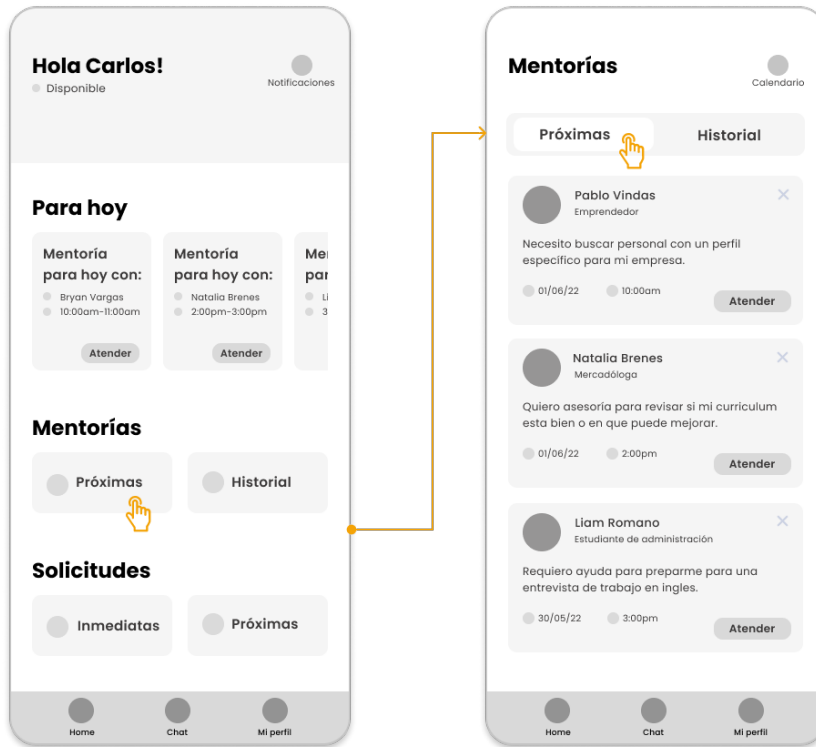 Hola Carlos!
Disponible
Notificaciones
Para hoy
Mentoría
para hoy con:
Bryan Vargas
10:00am-11:00am
Atender
Mentoría
para hoy con:
Natalia Brenes
2:00pm-3:00pm
Atender
Mentorías
Próximas
Historial
Solicitudes
Inmediatas
Próximas
Home
Chat
Mi perfil
Mentorías
Calendario
Próximas
Historial
Pablo Vindas
Emprendedor
Necesito buscar personal con un perfil
específico para mi empresa.
01/06/22
10:00am
Atender
Natalia Brenes
Mercadóloga
Quiero asesoría para revisar si mi curriculum
esta bien o en que puede mejorar.
01/06/22
2:00pm
Atender
Liam Romano
Estudiante de administración
Requiero ayuda para preparme para una
entrevista de trabajo en ingles.
30/05/22
3:00pm
Atender
Home
Chat
Mi perfil